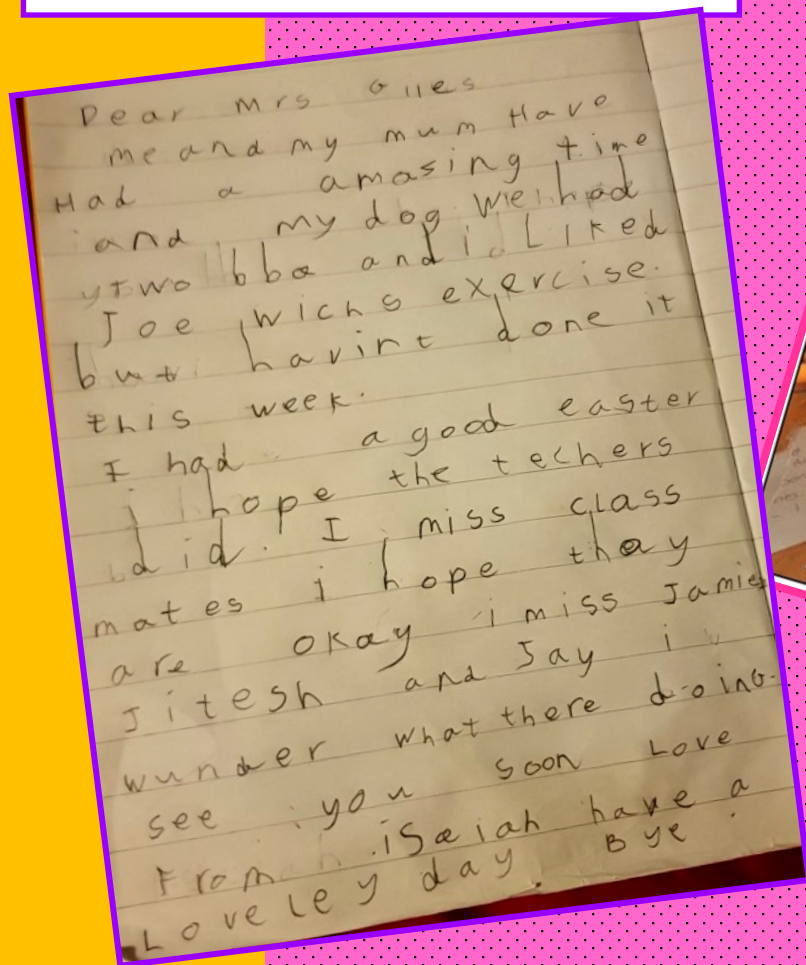 Dear Mrs Giles
me and my mum Have
Had a amasing time
and my dog. We had
two bba and i Liked
Joe wichs exercise.
but havint done it
this week.
I had a good easter
i hope the techers
did. I miss class
mates i hope thay
are okay i miss Jamie
Jitesh and Jay i
wunder what there doing.
see you soon Love
From isaiah have a
Loveley day. Bye.